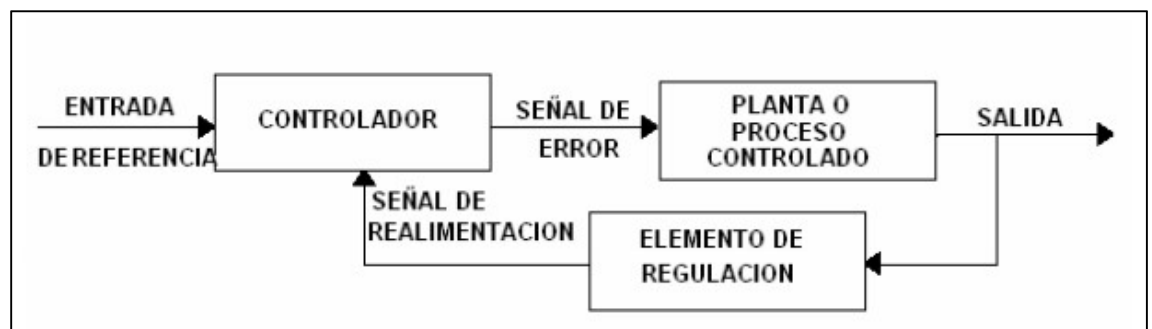 ENTRADA
DE REFERENCIA
CONTROLADOR
SEÑAL DE
ERROR
PLANTA O
PROCESO
CONTROLADO
SALIDA
SEÑAL DE
REALIMENTACION
ELEMENTO DE
REGULACION